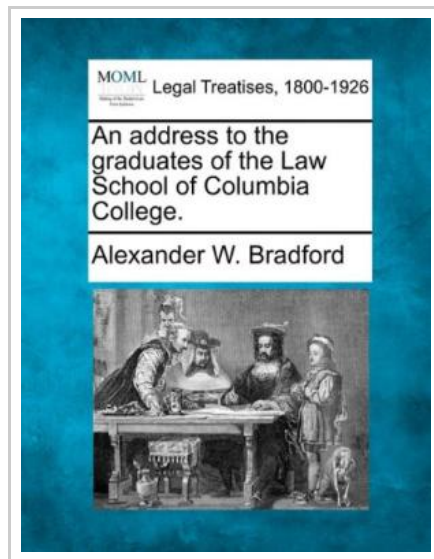 MOML
Legal Treatises, 1800-1926
An address to the
graduates of the Law
School of Columbia
College.
Alexander W. Bradford